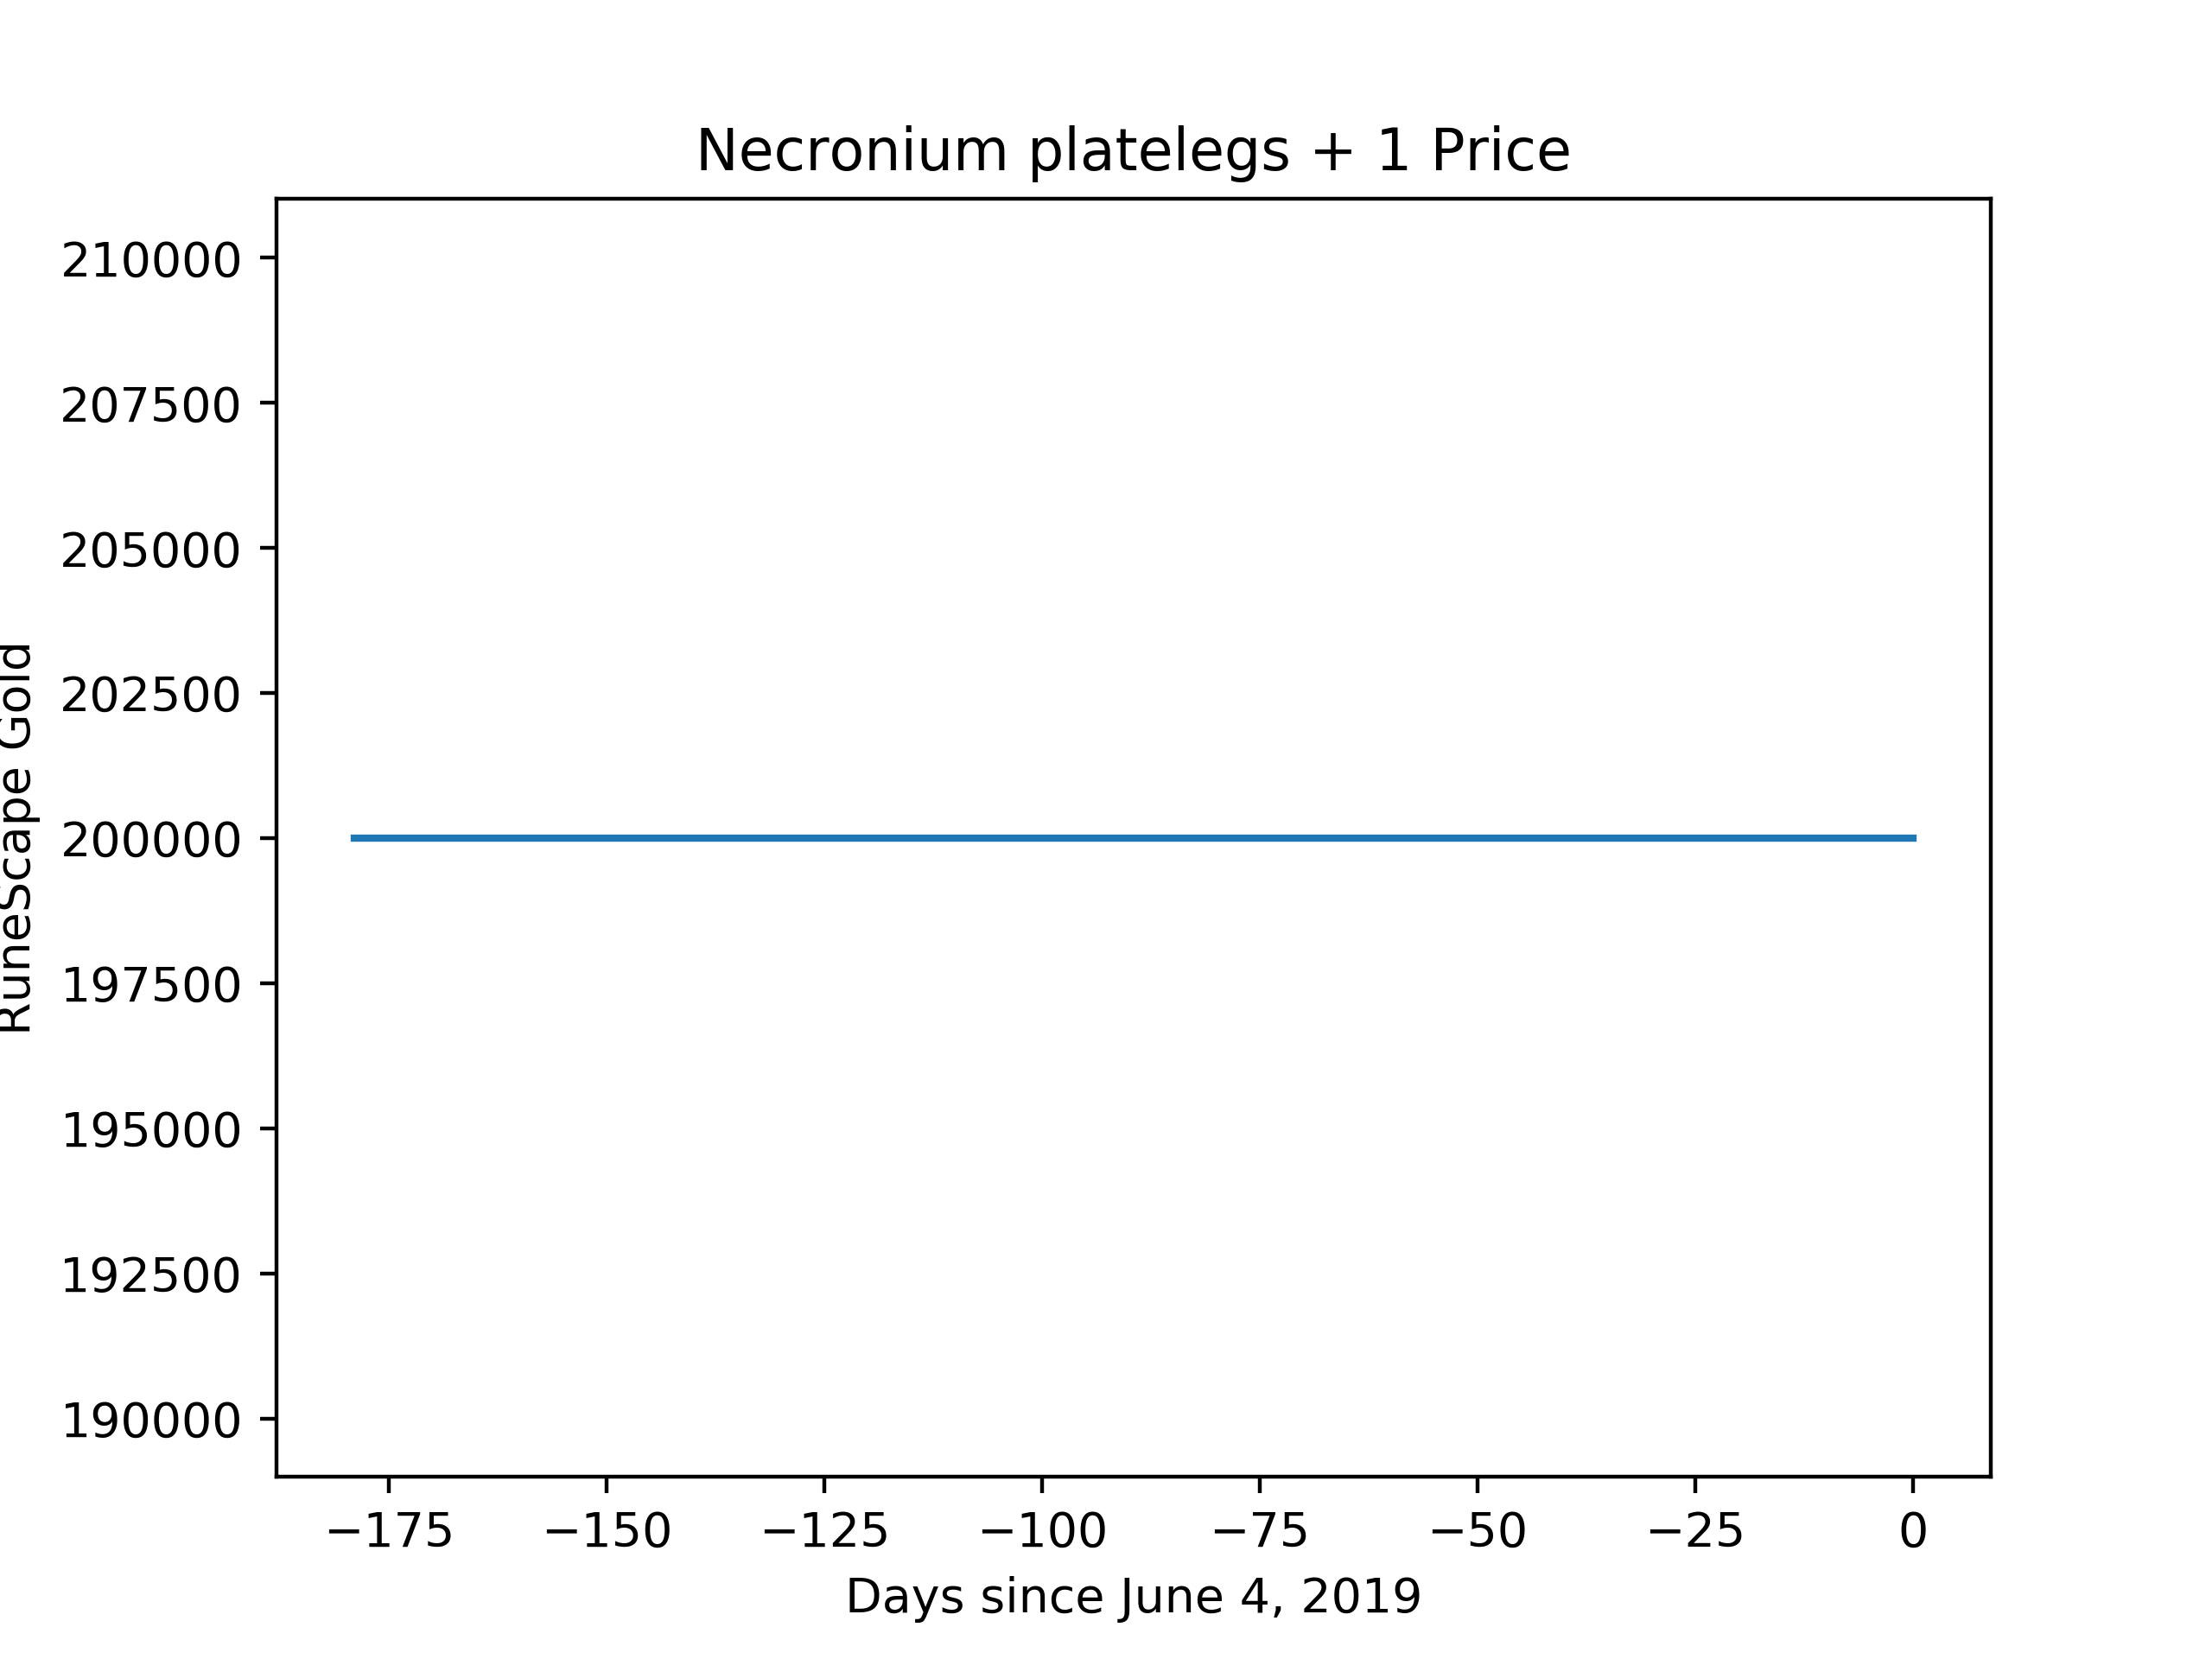 Necronium platelegs + 1 Price
210000
207500
205000
202500
200000
197500
195000
192500
190000
RuneScape Gold
−175 −150 −125 −100 −75 −50 −25 0
Days since June 4, 2019